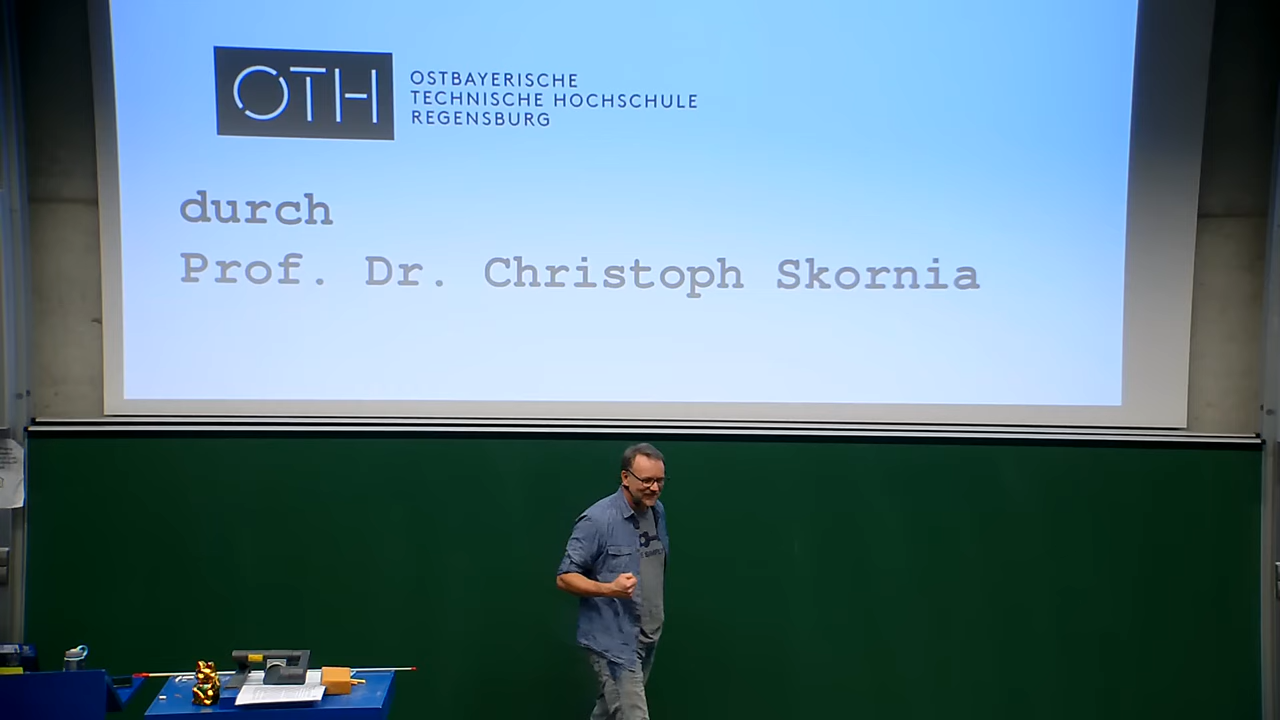 OTH
OSTBAYERISCHE
TECHNISCHE HOCHSCHULE
REGENSBURG
durch
Prof. Dr. Christoph Skornia